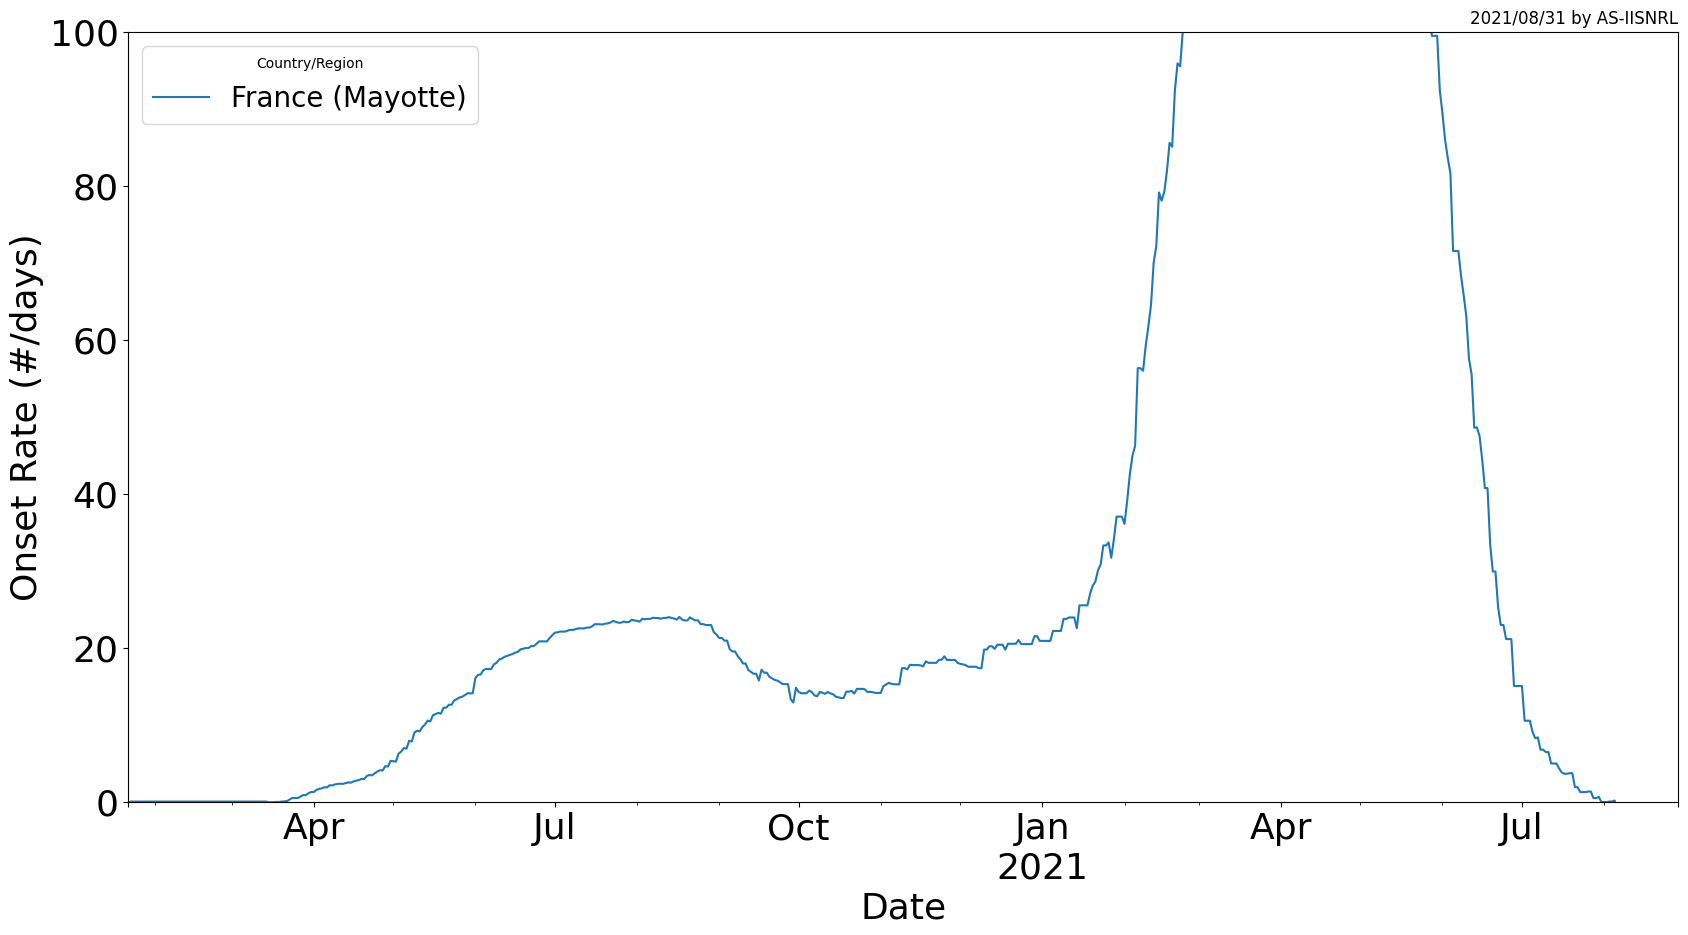 2021/08/31 by AS-IISNRL
Country/Region
France (Mayotte)
Onset Rate (#/days)
100
80
60
40
20
0
Apr
Jul
Oct
Jan
2021
Apr
Jul
Date